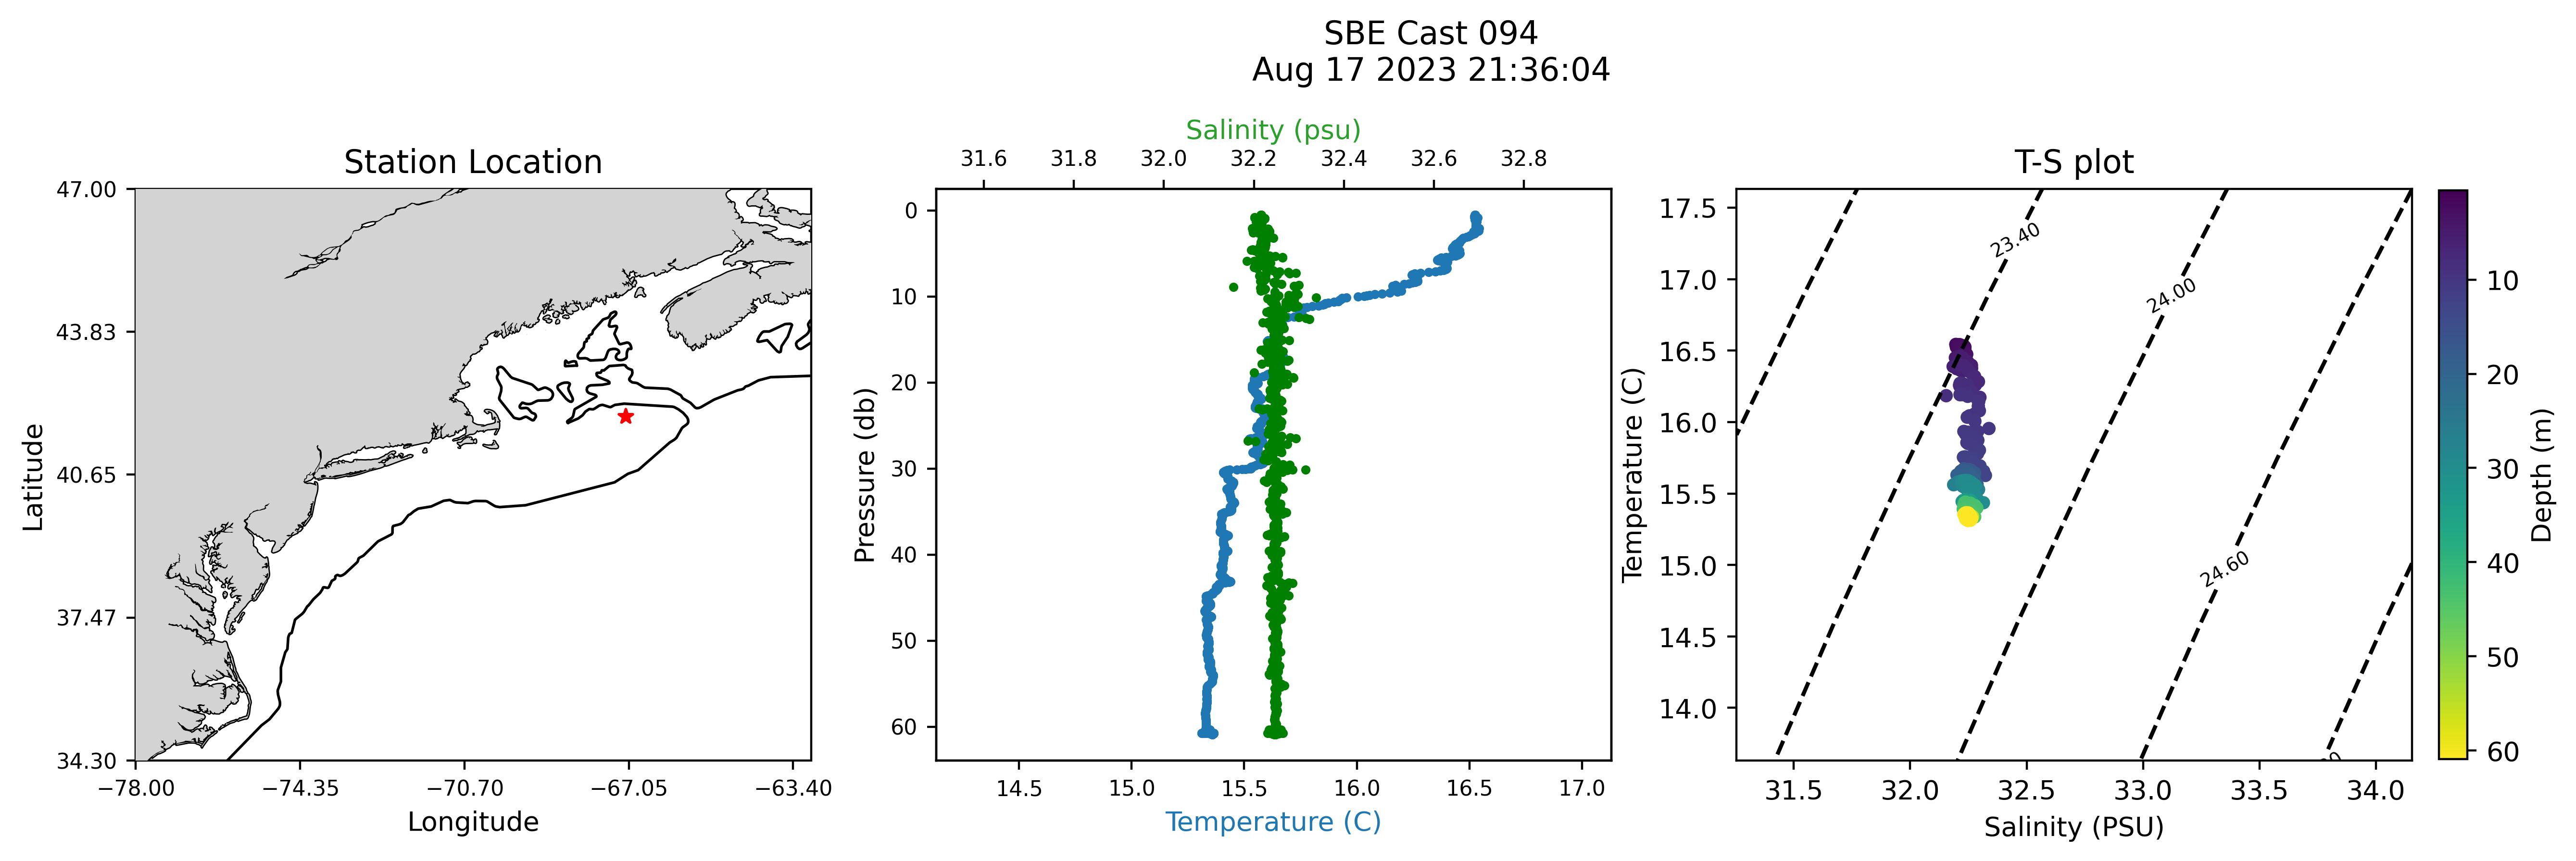 SBE Cast 094
Aug 17 2023 21:36:04
Station Location
47.00
43.83
40.65
37.47
34.30
Latitude
−78.00 −74.35 −70.70 −67.05 −63.40
Longitude
Salinity (psu)
31.6 31.8 32.0 32.2 32.4 32.6 32.8
0
10
20
30
40
50
60
Pressure (db)
14.5 15.0 15.5 16.0 16.5 17.0
Temperature (C)
T-S plot
17.5
17.0
16.5
16.0
15.5
15.0
14.5
14.0
Temperature (C)
23.40
24.00
24.60
31.5 32.0 32.5 33.0 33.5 34.0
Salinity (PSU)
10
20
30
40
50
60
Depth (m)